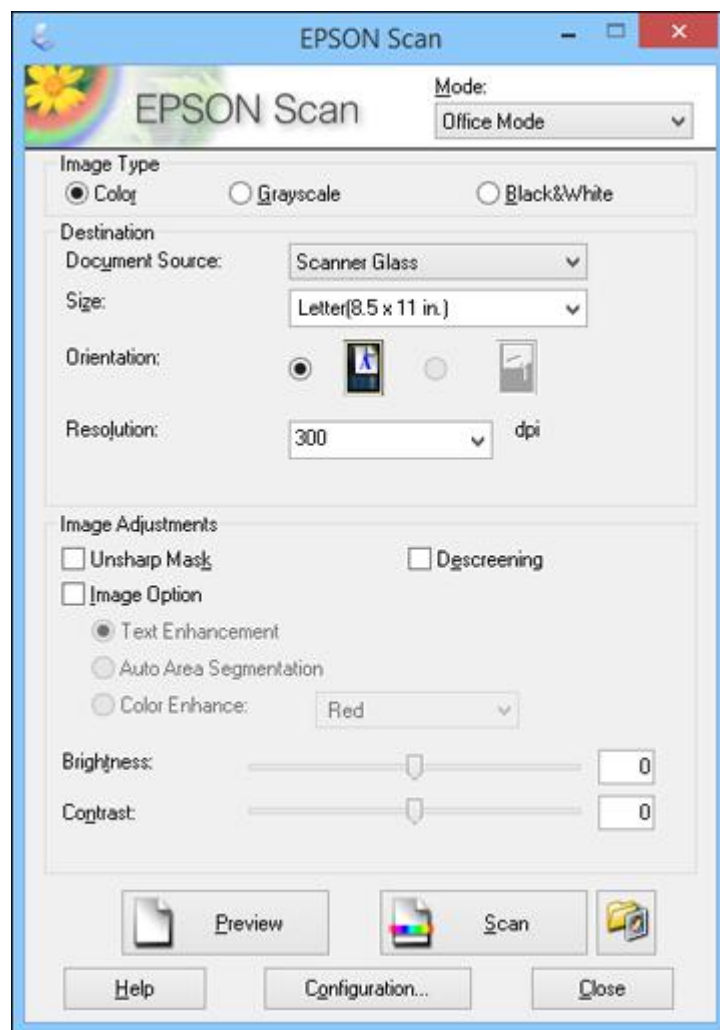 EPSON Scan
EPSON Scan
Mode:
Office Mode
Image Type
Color Grayscale Black&White
Destination
Document Source: Scanner Glass
Size: Letter(8.5 x 11 in.)
Orientation: A
Resolution: 300 dpi
Image Adjustments
Unsharp Mask Descreening
Image Option
Text Enhancement
Auto Area Segmentation
Color Enhance: Red
Brightness: 0
Contrast: 0
Preview Scan
Help Configuration... Close